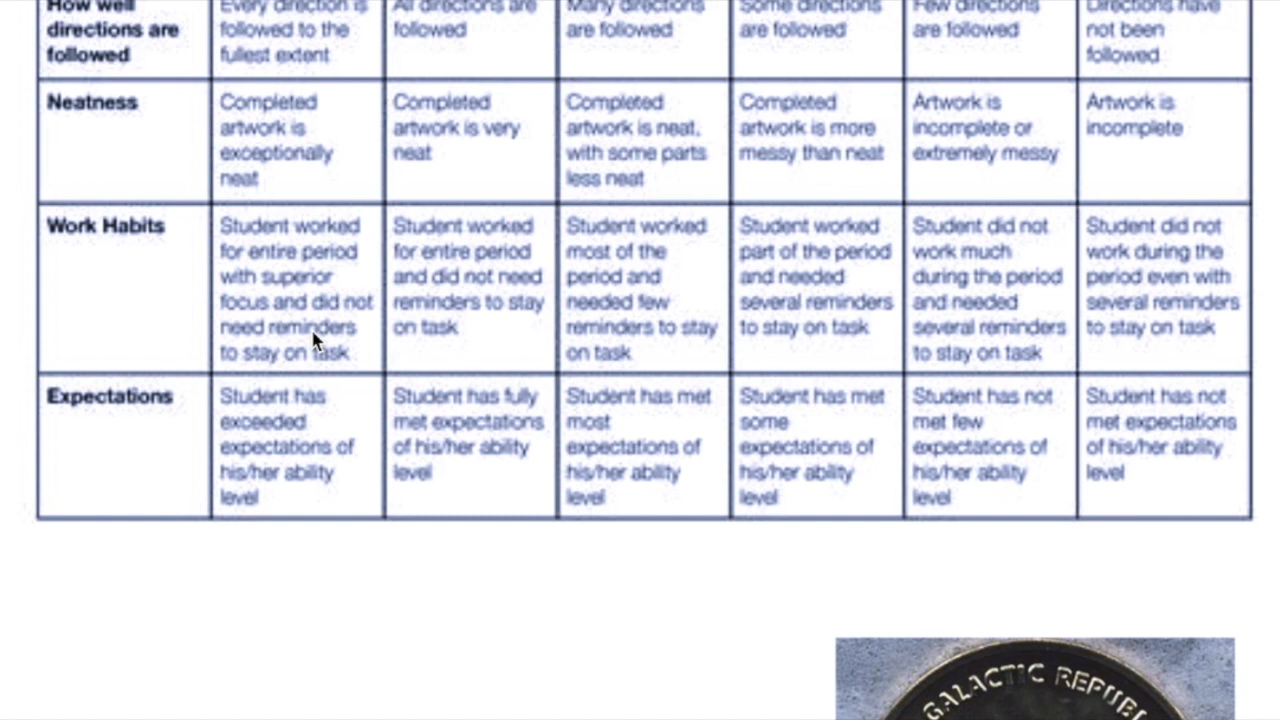 How well
directions are
followed
Every direction is
followed to the
fullest extent
All directions are
followed
Many directions
are followed
Some directions
are followed
Few directions
are followed
Directions have
not been
followed
Neatness
Completed
artwork is
exceptionally
neat
Completed
artwork is very
neat
Completed
artwork is neat,
with some parts
less neat
Completed
artwork is more
messy than neat
Artwork is
incomplete or
extremely messy
Artwork is
incomplete
Work Habits
Student worked
for entire period
with superior
focus and did not
need reminders
to stay on task
Student worked
for entire period
and did not need
reminders to stay
on task
Student worked
most of the
period and
needed few
reminders to stay
on task
Student worked
part of the period
and needed
several reminders
to stay on task
Student did not
work much
during the period
and needed
several reminders
to stay on task
Student did not
work during the
period even with
several reminders
to stay on task
Expectations
Student has
exceeded
expectations of
his/her ability
level
Student has fully
met expectations
of his/her ability
level
Student has met
most
expectations of
his/her ability
level
Student has met
some
expectations of
his/her ability
level
Student has not
met few
expectations of
his/her ability
level
Student has not
met expectations
of his/her ability
level
GALACTIC REPUB